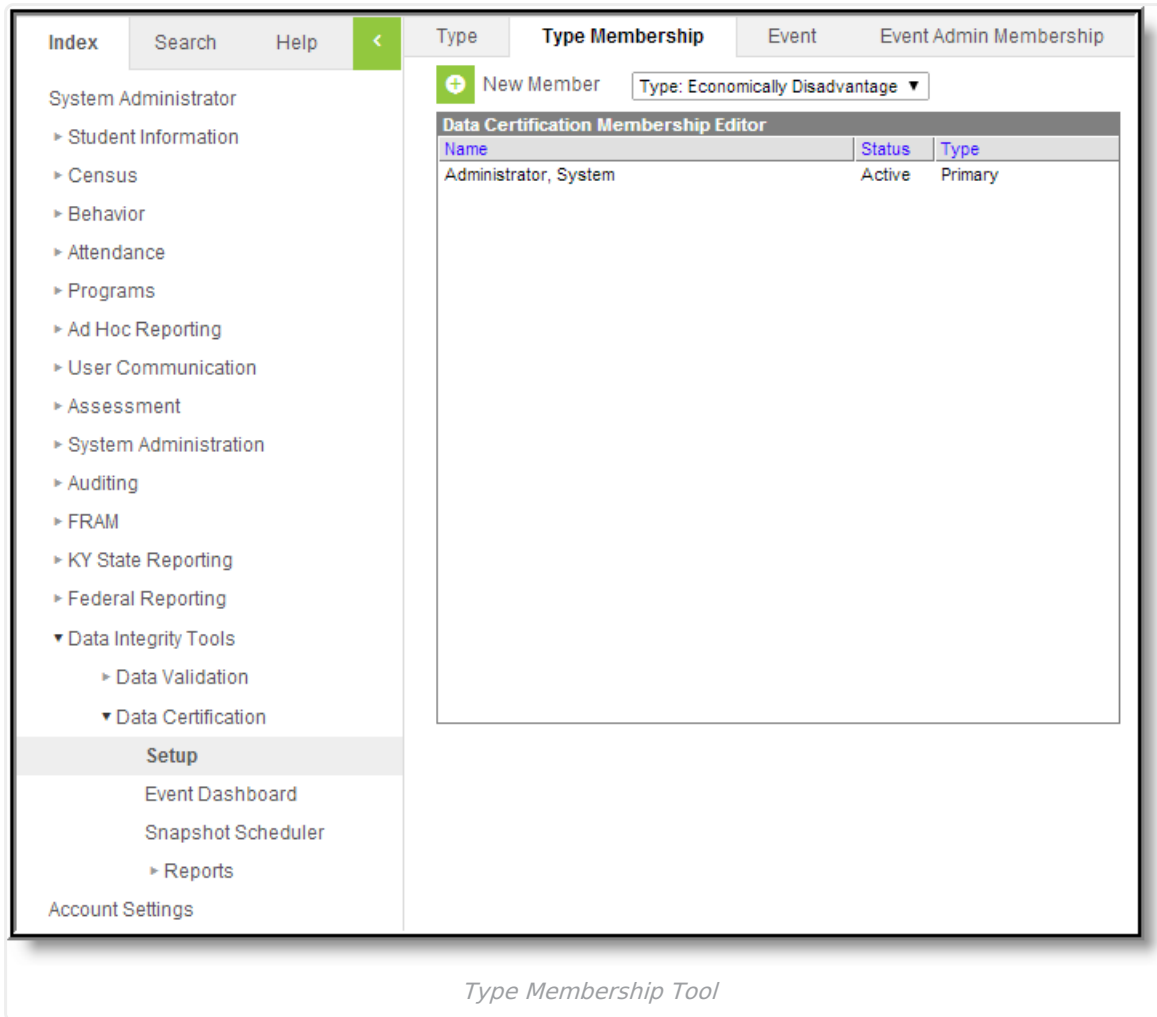 Index Search Help
System Administrator
Student Information
Census
Behavior
Attendance
Programs
Ad Hoc Reporting
User Communication
Assessment
System Administration
Auditing
FRAM
KY State Reporting
Federal Reporting
Data Integrity Tools
Data Validation
Data Certification
Setup
Event Dashboard
Snapshot Scheduler
Reports
Account Settings
Type Type Membership Event Event Admin Membership
New Member Type: Economically Disadvantage
Data Certification Membership Editor
Name Status Type
Administrator, System Active Primary
Type Membership Tool